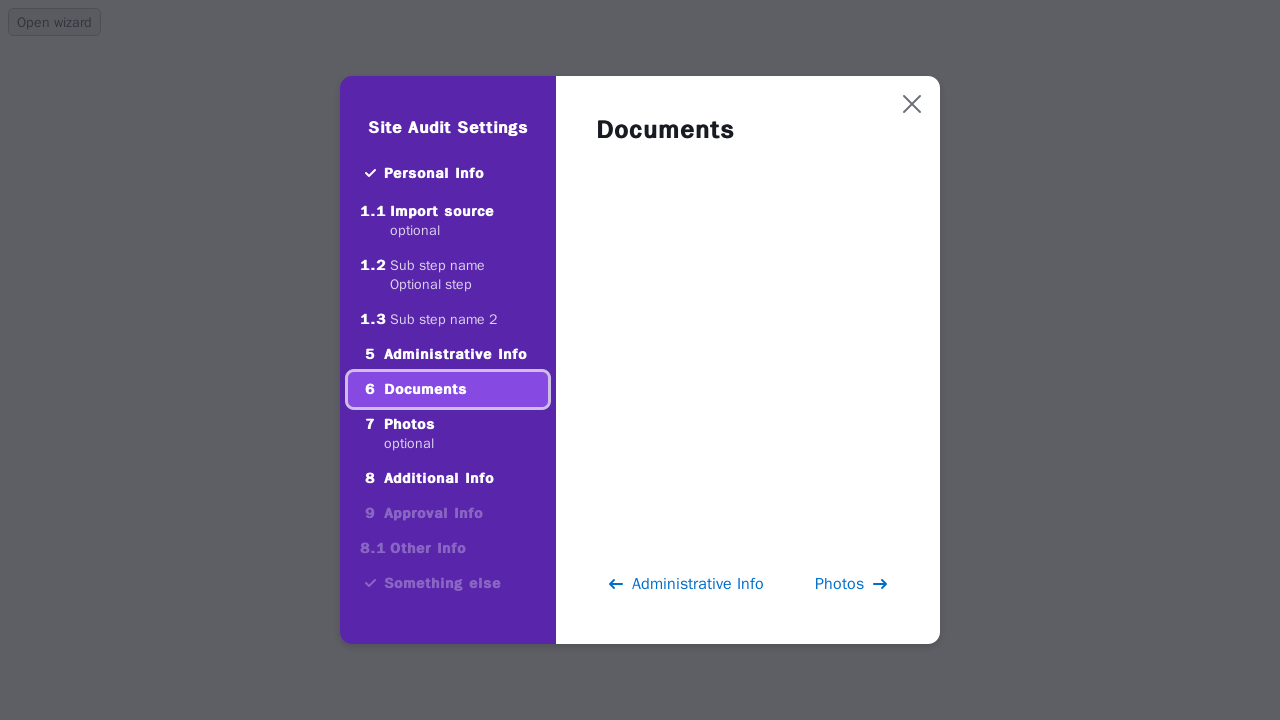 Open wizard
Site Audit Settings
Personal Info
1.1 Import source
optional
1.2 Sub step name
Optional step
1.3 Sub step name 2
5 Administrative Info
6 Documents
7 Photos
optional
8 Additional Info
9 Approval Info
8.1 Other Info
Something else
Documents
Administrative Info
Photos